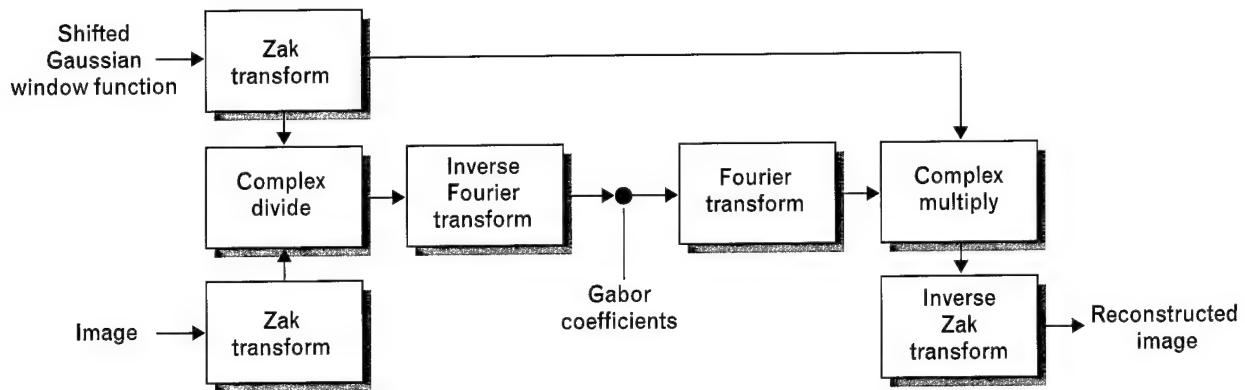 Shifted
Gaussian
window function
Zak
transform
Complex
divide
Inverse
Fourier
transform
Fourier
transform
Complex
multiply
Gabor
coefficients
Image
Zak
transform
Inverse
Zak
transform
Reconstructed
image